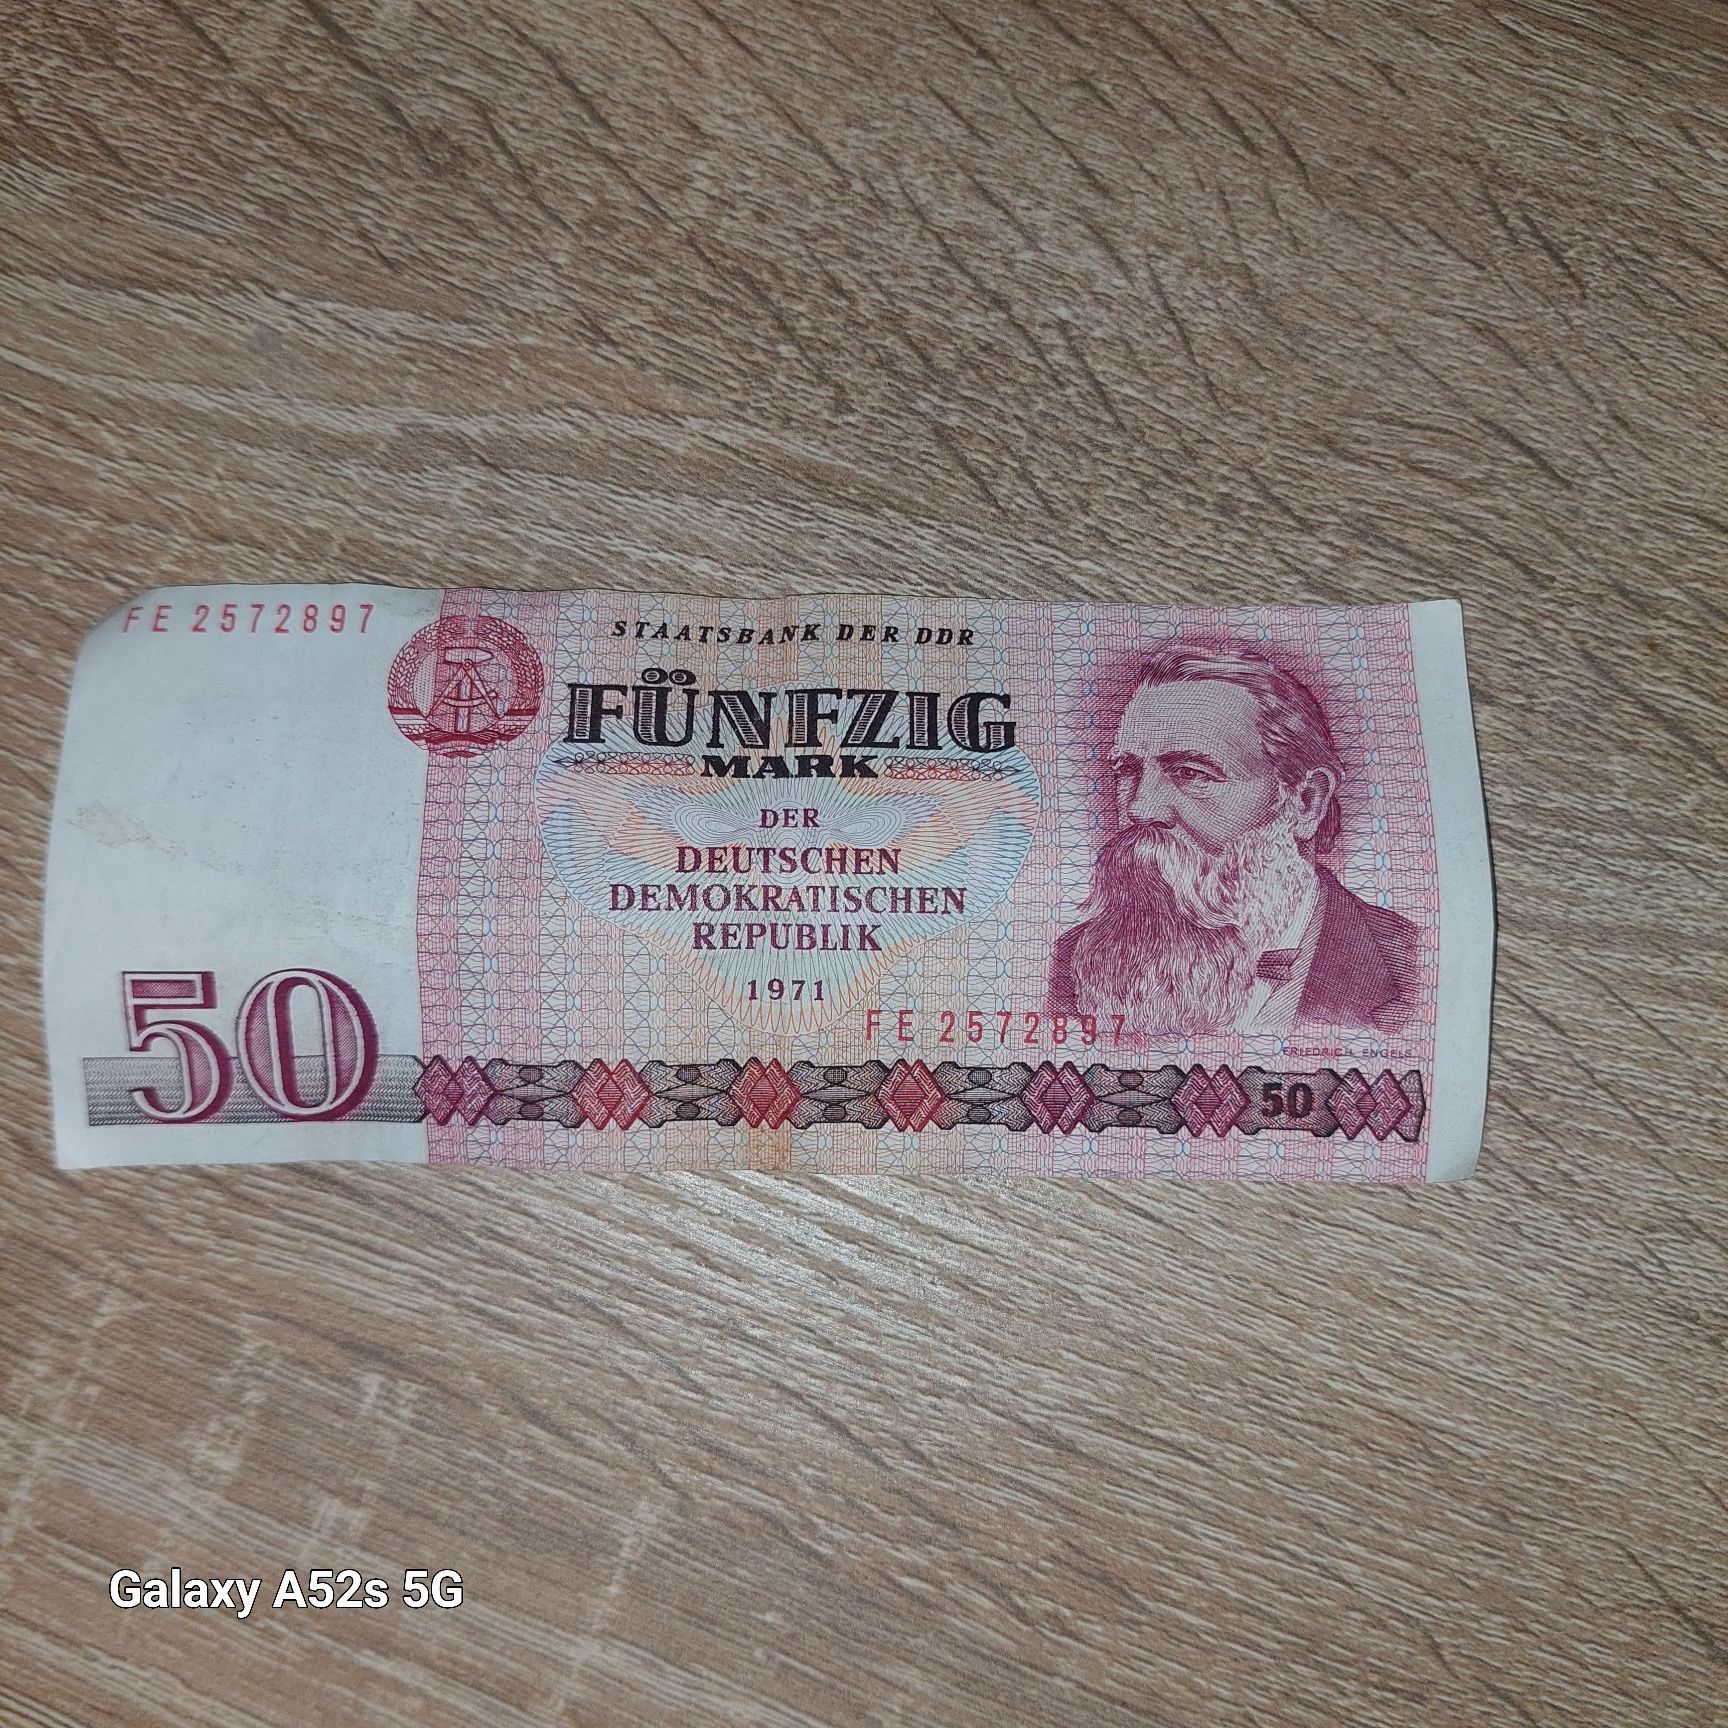 FE 2572897
STAATSBANK DER DDR
FÜNFZIG
MARK
DER
DEUTSCHEN
DEMOKRATISCHEN
REPUBLIK
1971
FE 2572897
FRIEDRICH ENGELS
50
50
Galaxy A52s 5G